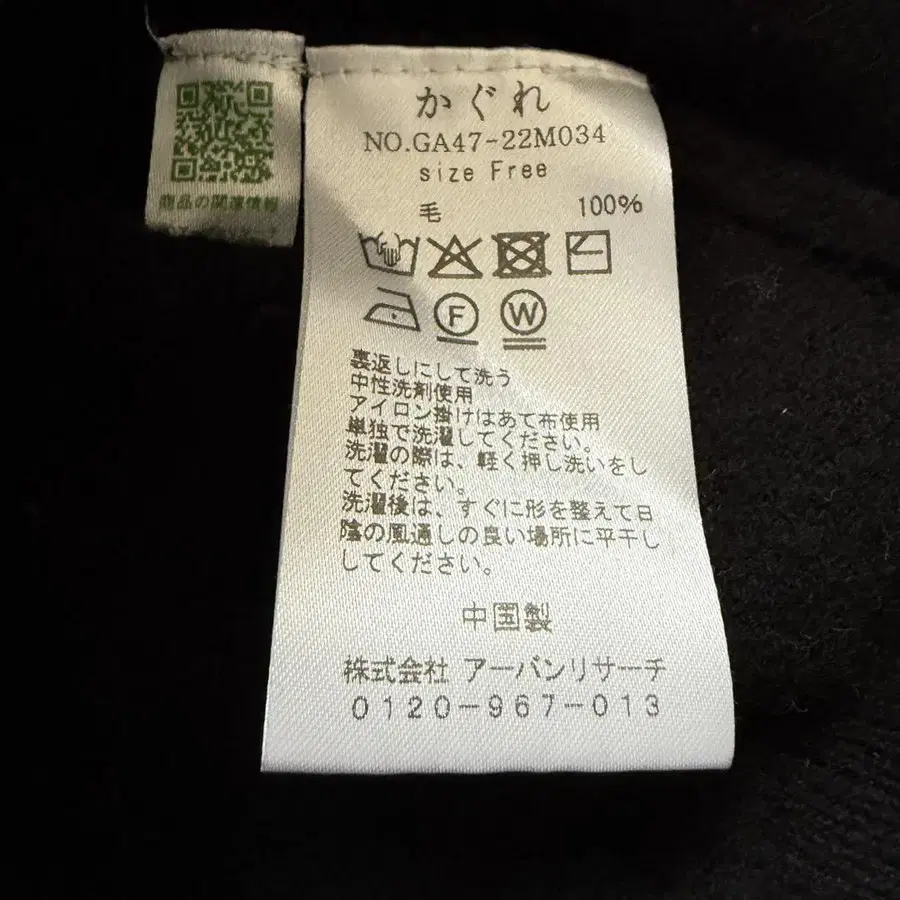 商品の関連情報
かぐれ
NO.GA47-22M034
size Free
毛 100%
F W
裏返しにして洗う
中性洗剤使用
アイロン掛けはあて布使用
単独で洗濯してください。
洗濯の際は、軽く押し洗いをし
てください。
洗濯後は、すぐに形を整えて日
陰の風通しの良い場所に平干し
してください。
中国製
株式会社 アーバンリサーチ
0120-967-013